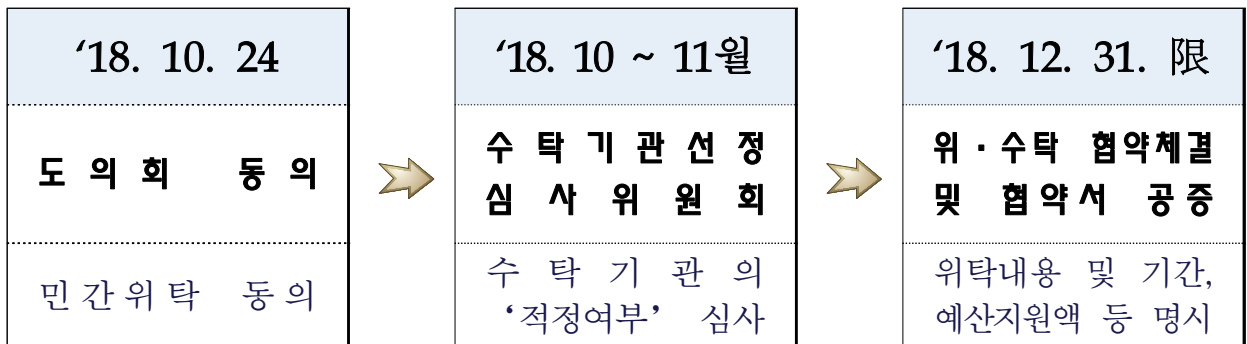 ‘18. 10. 24
도의회 동의
민간위탁 동의
‘18. 10 ~ 11월
수탁기관선정
심사위원회
수탁기관의
‘적정여부’ 심사
‘18. 12. 31. 限
위·수탁 협약체결
및 협약서 공증
위탁내용 및 기간,
예산지원액 등 명시